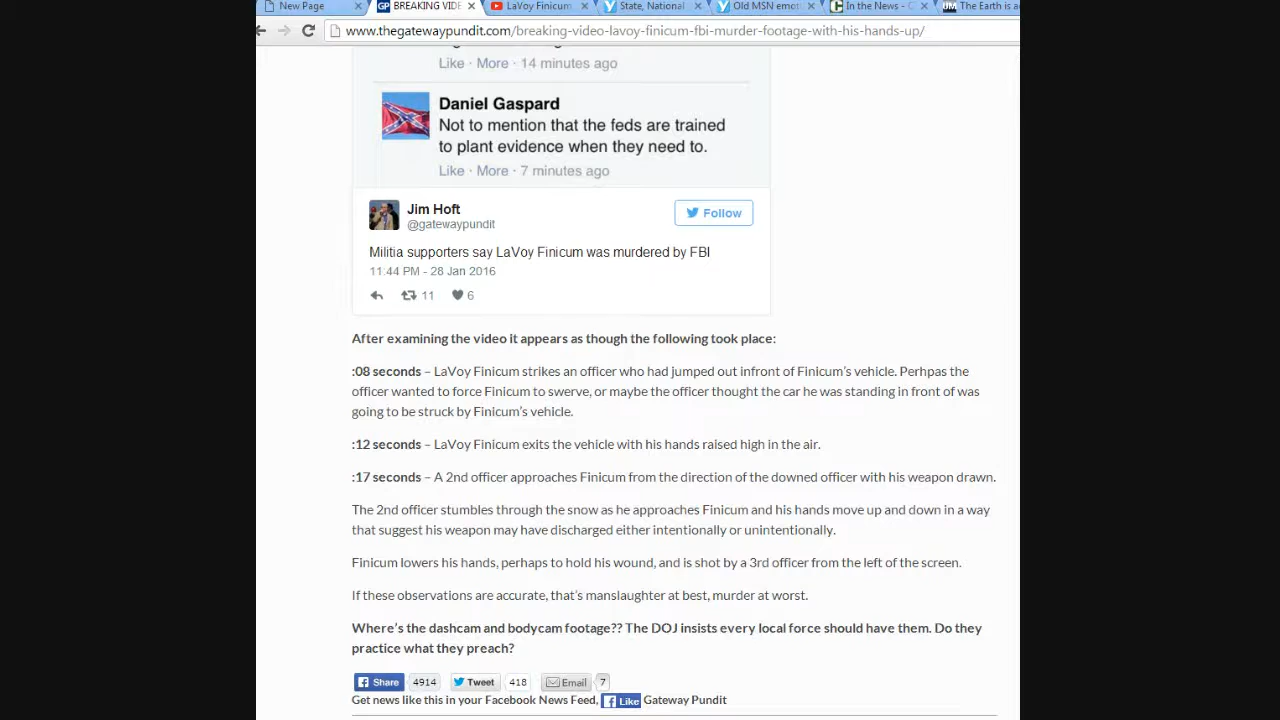 New Page
BREAKING VIDE
LaVoy Finicum
State, National
Old MSN emot
In the News - C
The Earth is a
www.thegatewaypundit.com/breaking-video-lavoy-finicum-fbi-murder-footage-with-his-hands-up/
Like · More · 14 minutes ago
Daniel Gaspard
Not to mention that the feds are trained
to plant evidence when they need to.
Like · More · 7 minutes ago
Jim Hoft
@gatewaypundit
Follow
Militia supporters say LaVoy Finicum was murdered by FBI
11:44 PM - 28 Jan 2016
11 6
After examining the video it appears as though the following took place:
:08 seconds – LaVoy Finicum strikes an officer who had jumped out infront of Finicum's vehicle. Perhpas the
officer wanted to force Finicum to swerve, or maybe the officer thought the car he was standing in front of was
going to be struck by Finicum's vehicle.
:12 seconds – LaVoy Finicum exits the vehicle with his hands raised high in the air.
:17 seconds – A 2nd officer approaches Finicum from the direction of the downed officer with his weapon drawn.
The 2nd officer stumbles through the snow as he approaches Finicum and his hands move up and down in a way
that suggest his weapon may have discharged either intentionally or unintentionally.
Finicum lowers his hands, perhaps to hold his wound, and is shot by a 3rd officer from the left of the screen.
If these observations are accurate, that's manslaughter at best, murder at worst.
Where's the dashcam and bodycam footage?? The DOJ insists every local force should have them. Do they
practice what they preach?
Share 4914 Tweet 418 Email 7
Get news like this in your Facebook News Feed, Like Gateway Pundit